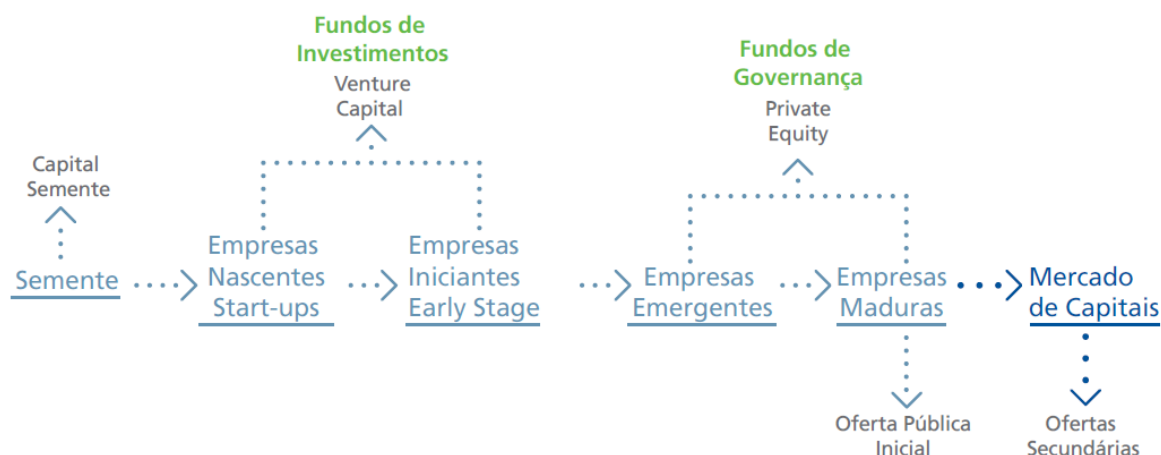 Fundos de
Investimentos
Venture
Capital
Fundos de
Governança
Private
Equity
Capital
Semente
Semente
Empresas
Nascentes
Start-ups
Empresas
Iniciantes
Early Stage
Empresas
Emergentes
Empresas
Maduras
Mercado
de Capitais
Oferta Pública
Inicial
Ofertas
Secundárias